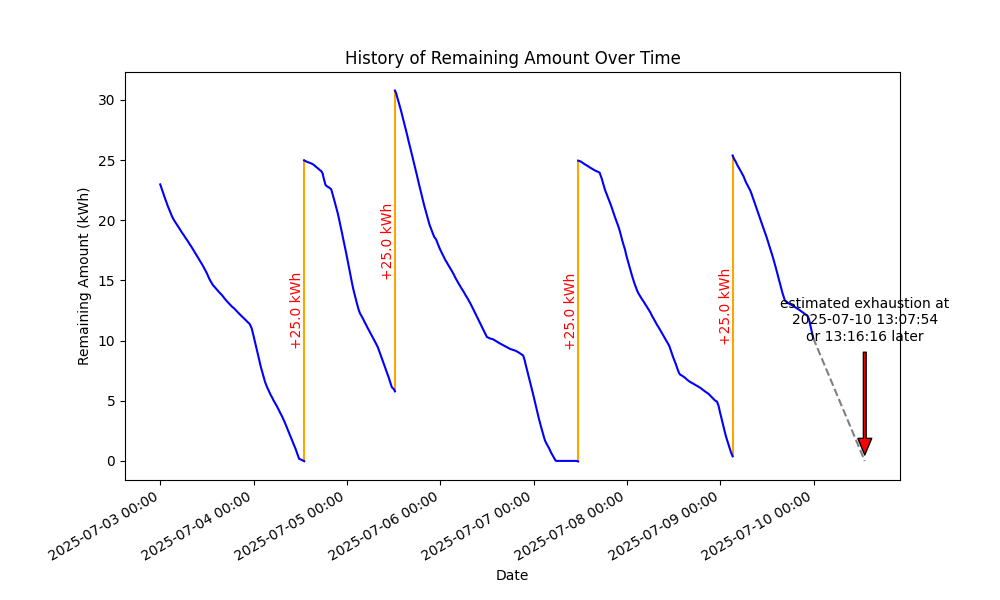 History of Remaining Amount Over Time
Remaining Amount (kWh)
30
25
20
15
10
5
0
+25.0 kWh
+25.0 kWh
+25.0 kWh
+25.0 kWh
estimated exhaustion at
2025-07-10 13:07:54
or 13:16:16 later
2025-07-03 00:00
2025-07-04 00:00
2025-07-05 00:00
2025-07-06 00:00
2025-07-07 00:00
2025-07-08 00:00
2025-07-09 00:00
2025-07-10 00:00
Date